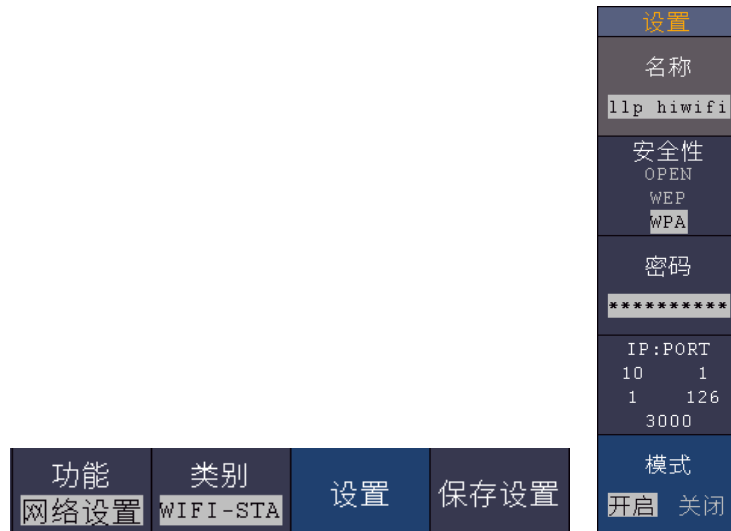 设置
名称
llp hiwifi
安全性
OPEN
WEP
WPA
密码
**********
IP:PORT
10 1
1 126
3000
模式
开启 关闭
功能
网络设置
类别
WIFI-STA
设置
保存设置